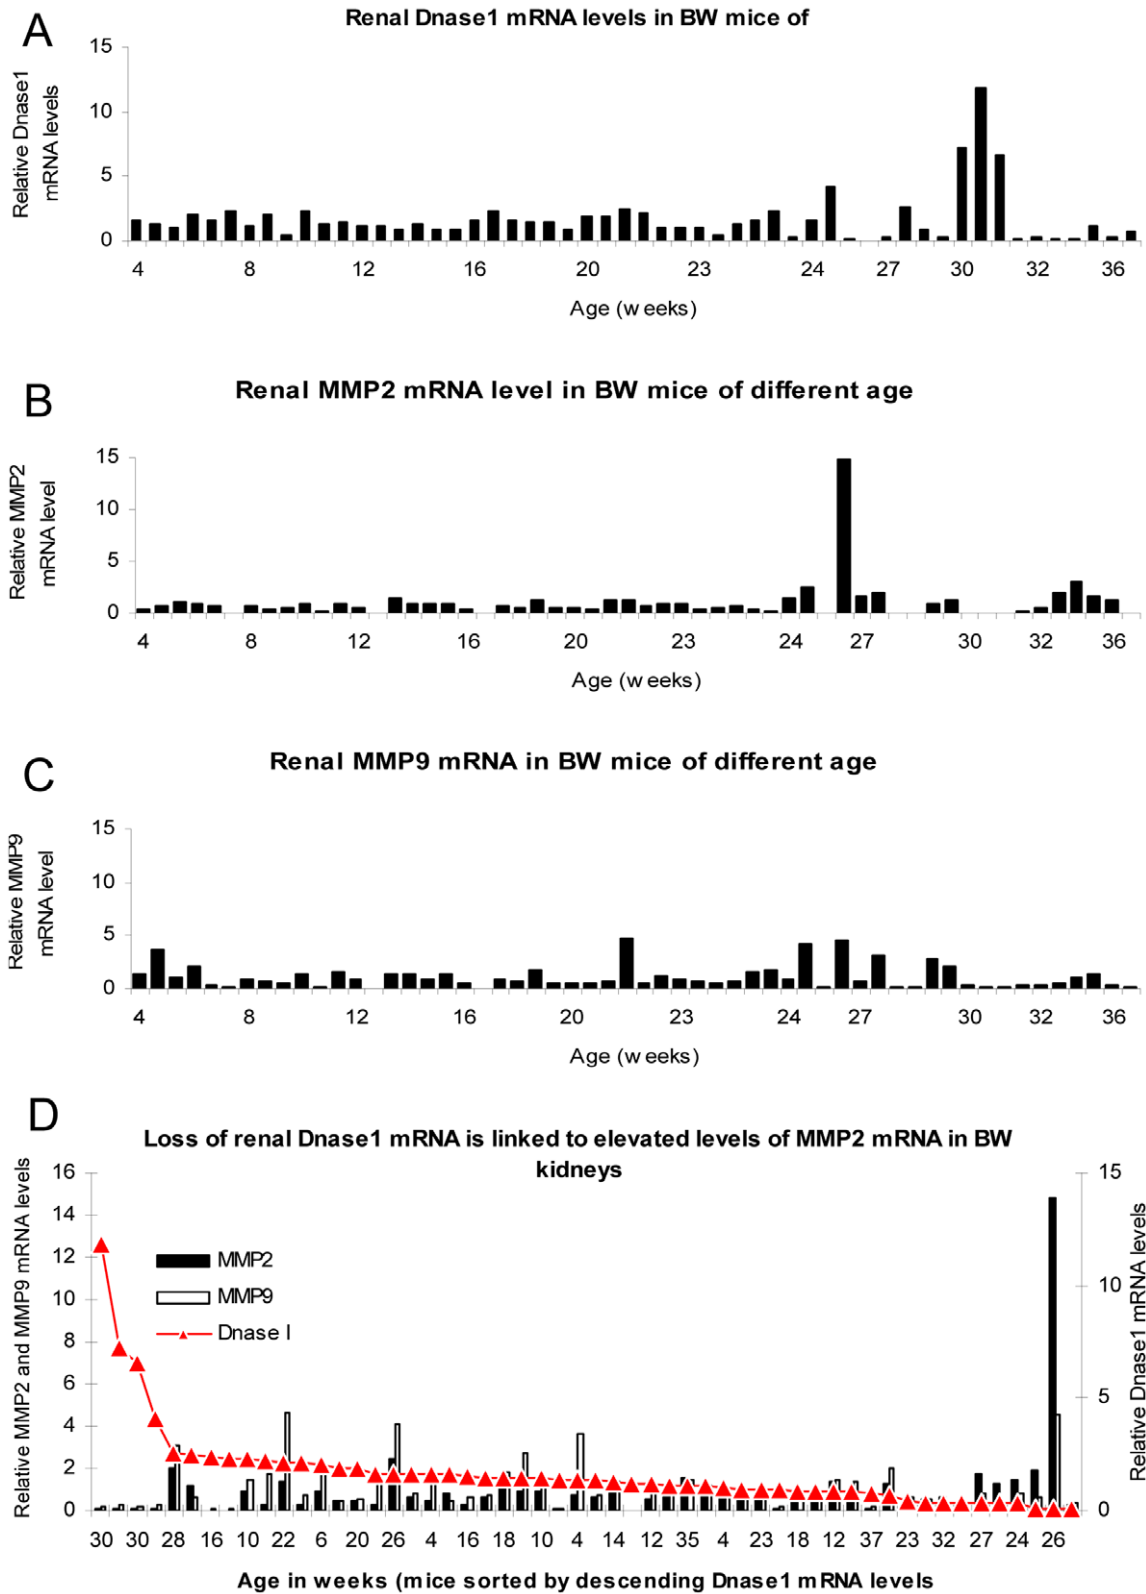 A
Renal Dnase1 mRNA levels in BW mice of
Relative Dnase1
mRNA levels
15
10
5
0
4 8 12 16 20 23 24 27 30 32 36
Age (weeks)
B
Renal MMP2 mRNA level in BW mice of different age
Relative MMP2
mRNA level
15
10
5
0
4 8 12 16 20 23 24 27 30 32 36
Age (weeks)
C
Renal MMP9 mRNA in BW mice of different age
Relative MMP9
mRNA level
15
10
5
0
4 8 12 16 20 23 24 27 30 32 36
Age (weeks)
D
Loss of renal Dnase1 mRNA is linked to elevated levels of MMP2 mRNA in BW
kidneys
Relative MMP2 and MMP9 mRNA levels
16
14
12
10
8
6
4
2
0
MMP2
MMP9
Dnase I
15
10
5
0
Relative Dnase1 mRNA levels
30 30 28 16 10 22 6 20 26 4 16 18 10 4 14 12 35 4 23 18 12 37 23 32 27 24 26
Age in weeks (mice sorted by descending Dnase1 mRNA levels